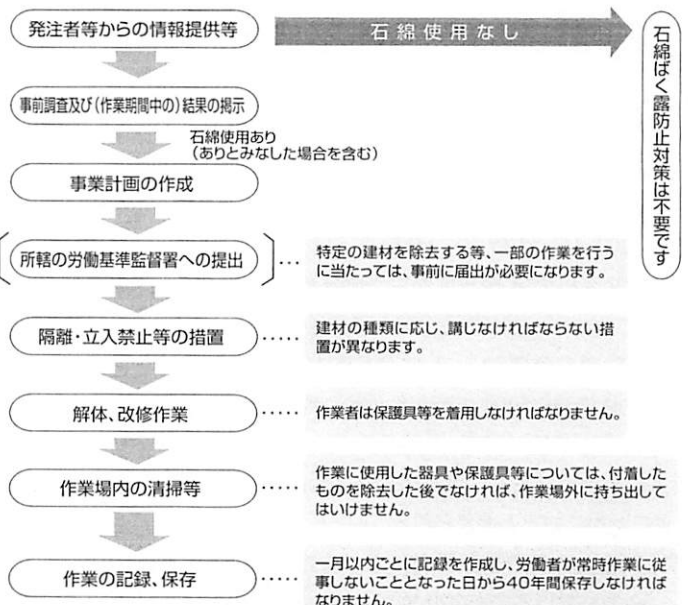 発注者等からの情報提供等
石綿使用なし
石綿ばく露防止対策は不要です
事前調査及び(作業期間中の)結果の掲示
石綿使用あり
(ありとみなした場合を含む)
事業計画の作成
所轄の労働基準監督署への提出
特定の建材を除去する等、一部の作業を行う
に当たっては、事前に届出が必要になります。
隔離・立入禁止等の措置
建材の種類に応じ、講じなければならない措
置が異なります。
解体、改修作業
作業者は保護具等を着用しなければなりません。
作業場内の清掃等
作業に使用した器具や保護具等については、付着した
ものを除去した後でなければ、作業場外に持ち出して
はいけません。
作業の記録、保存
一月以内ごとに記録を作成し、労働者が常時作業に従
事しないこととなった日から40年間保存しなければ
なりません。